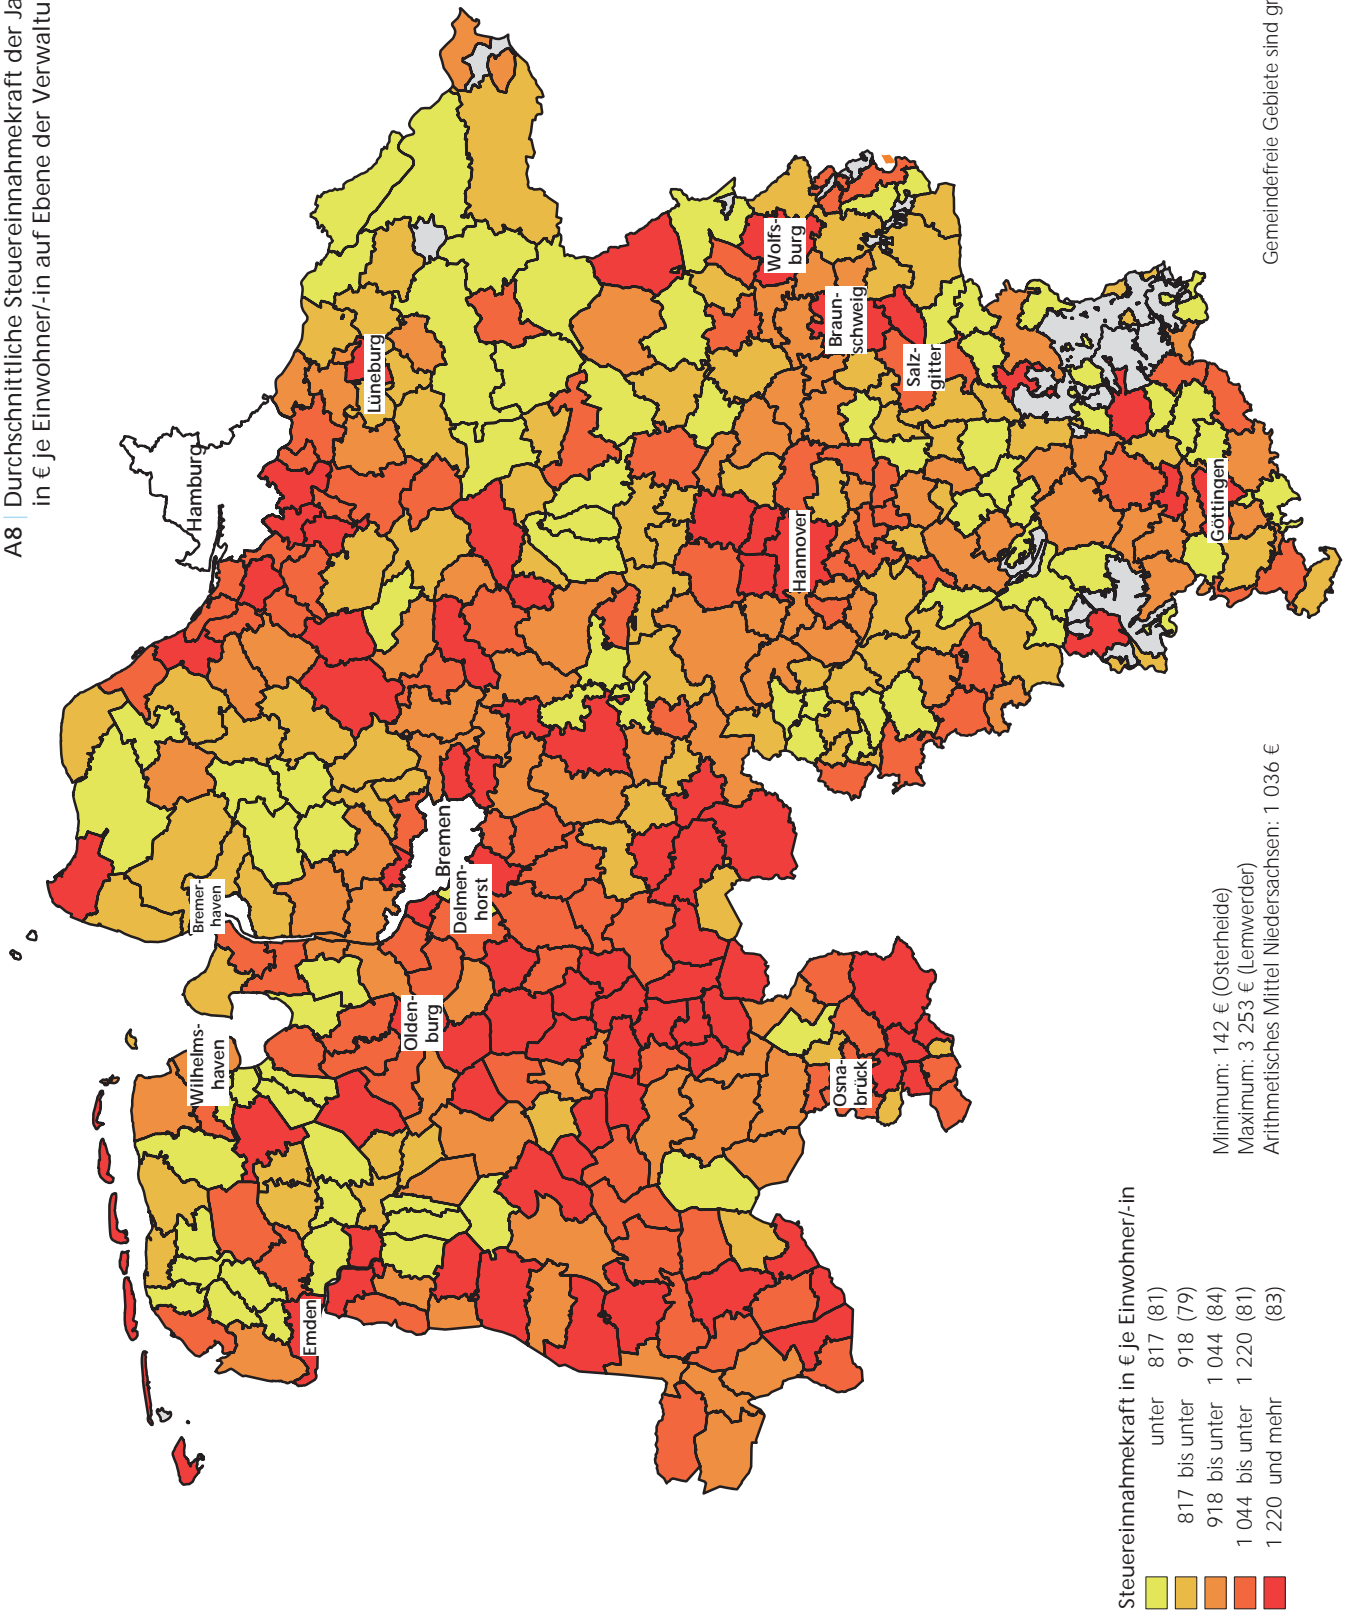 A8 | Durchschnittliche Steuereinnahmekraft der
in € je Einwohner/-in auf Ebene der
Hamburg
Lüneburg
Bremer-
haven
Wilhelms-
haven
Emden
Bremen
Delmen-
horst
Olden-
burg
Wolfs-
burg
Braun-
schweig
Salz-
gitter
Hannover
Göttingen
Osna-
brück
Steuereinnahmekraft in € je Einwohner/-in
unter 817 (81)
817 bis unter 918 (79)
918 bis unter 1 044 (84)
1 044 bis unter 1 220 (81)
1 220 und mehr (83)
Minimum: 142 € (Osterheide)
Maximum: 3 253 € (Lemwerder)
Arithmetisches Mittel Niedersachsen: 1 036 €
Gemeindefreie Gebiete sind